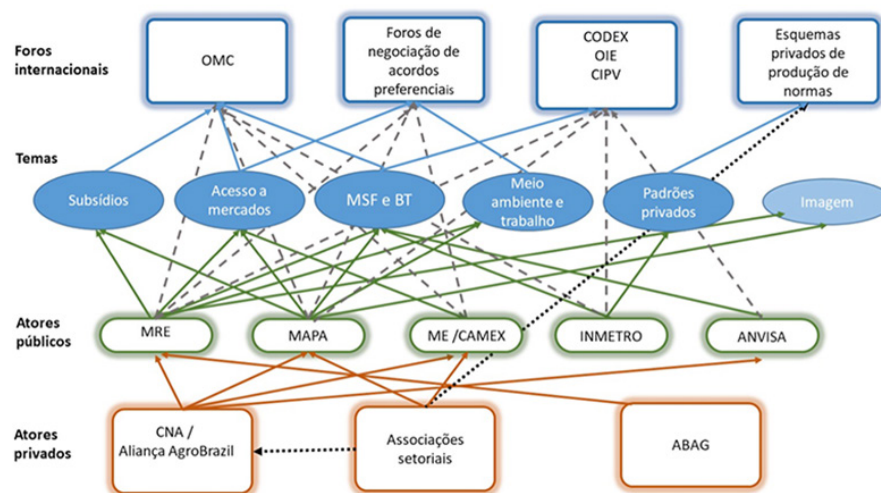 Foros
internacionais
OMC
Foros de
negociação de
acordos
preferenciais
CODEX
OIE
CIPV
Esquemas
privados de
produção de
normas
Temas
Subsídios
Acesso a
mercados
MSF e BT
Meio
ambiente e
trabalho
Padrões
privados
Imagem
Atores
públicos
MRE
MAPA
ME /CAMEX
INMETRO
ANVISA
Atores
privados
CNA /
Aliança AgroBrazil
Associações
setoriais
ABAG